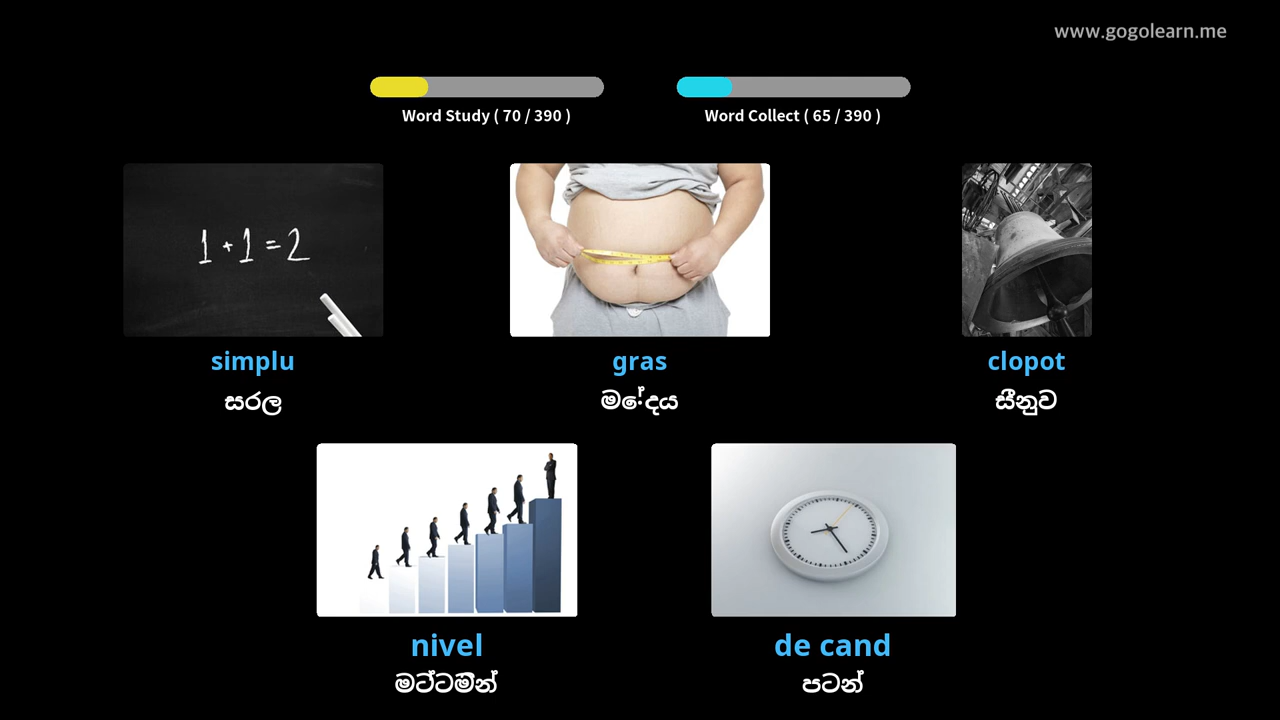 www.gogolearn.me
Word Study ( 70 / 390 )
Word Collect ( 65 / 390 )
1 + 1 = 2
simplu
gras
clopot
සරල
මේදය
සීනුව
nivel
de cand
මට්ටමින්
පටන්